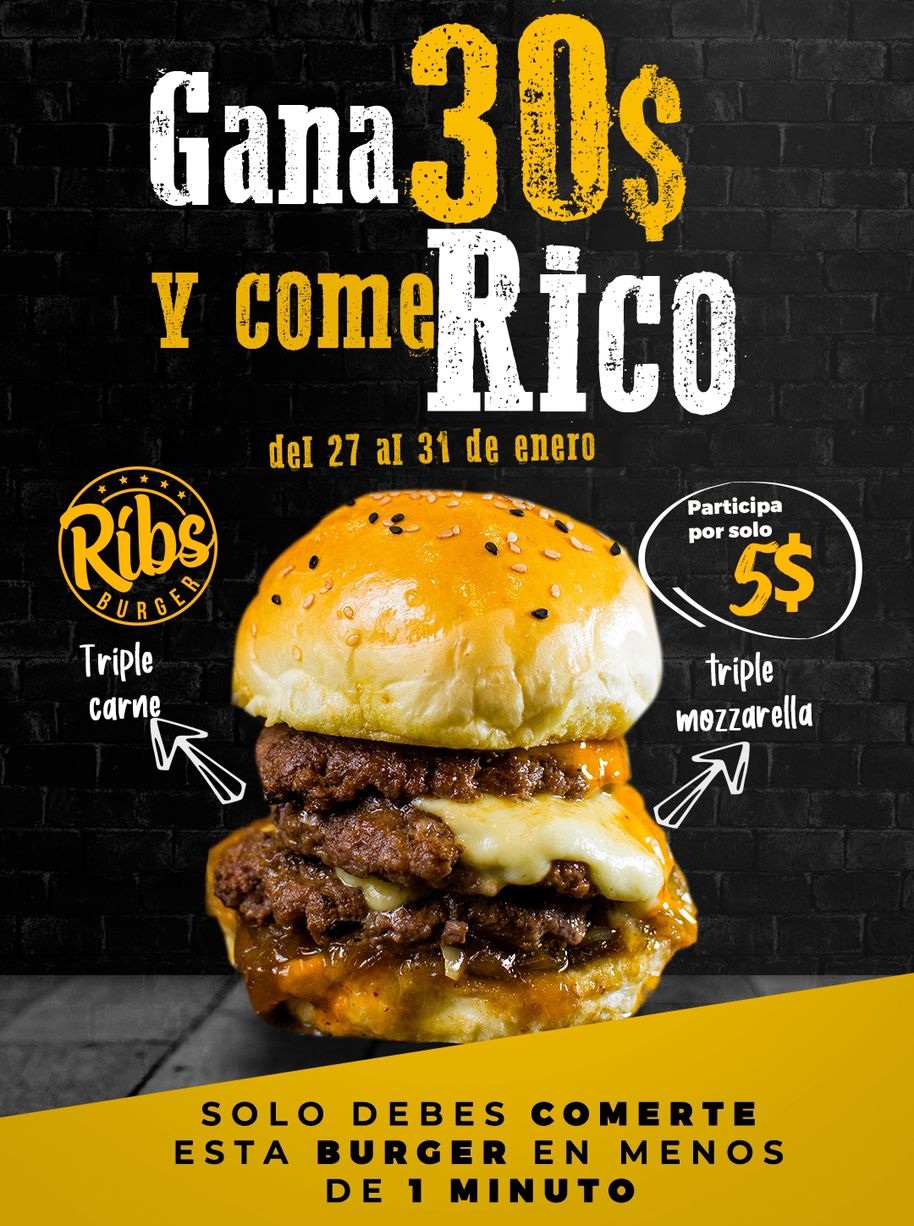 Gana 30$
y come Rico
del 27 al 31 de enero
Ribs
BURGER
Participa
por solo
5$
Triple
carne
triple
mozzarella
SOLO DEBES COMERTE
ESTA BURGER EN MENOS
DE 1 MINUTO